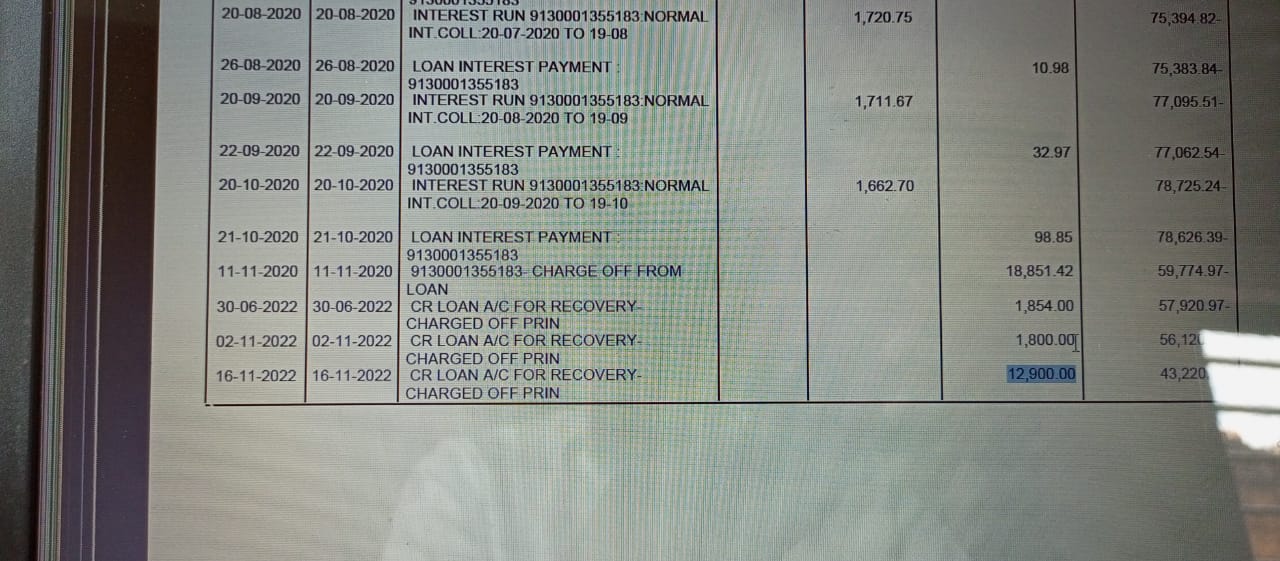 20-08-2020 20-08-2020 INTEREST RUN 9130001355183:NORMAL 1,720.75 75,394.82-
INT.COLL:20-07-2020 TO 19-08
26-08-2020 26-08-2020 LOAN INTEREST PAYMENT : 10.98 75,383.84-
9130001355183
20-09-2020 20-09-2020 INTEREST RUN 9130001355183:NORMAL 1,711.67 77,095.51-
INT.COLL:20-08-2020 TO 19-09
22-09-2020 22-09-2020 LOAN INTEREST PAYMENT : 32.97 77,062.54-
9130001355183
20-10-2020 20-10-2020 INTEREST RUN 9130001355183:NORMAL 1,662.70 78,725.24-
INT.COLL:20-09-2020 TO 19-10
21-10-2020 21-10-2020 LOAN INTEREST PAYMENT : 98.85 78,626.39-
9130001355183
11-11-2020 11-11-2020 9130001355183- CHARGE OFF FROM 18,851.42 59,774.97-
LOAN
30-06-2022 30-06-2022 CR LOAN A/C FOR RECOVERY- 1,854.00 57,920.97-
CHARGED OFF PRIN
02-11-2022 02-11-2022 CR LOAN A/C FOR RECOVERY- 1,800.00 56,120
CHARGED OFF PRIN
16-11-2022 16-11-2022 CR LOAN A/C FOR RECOVERY- 12,900.00 43,220
CHARGED OFF PRIN